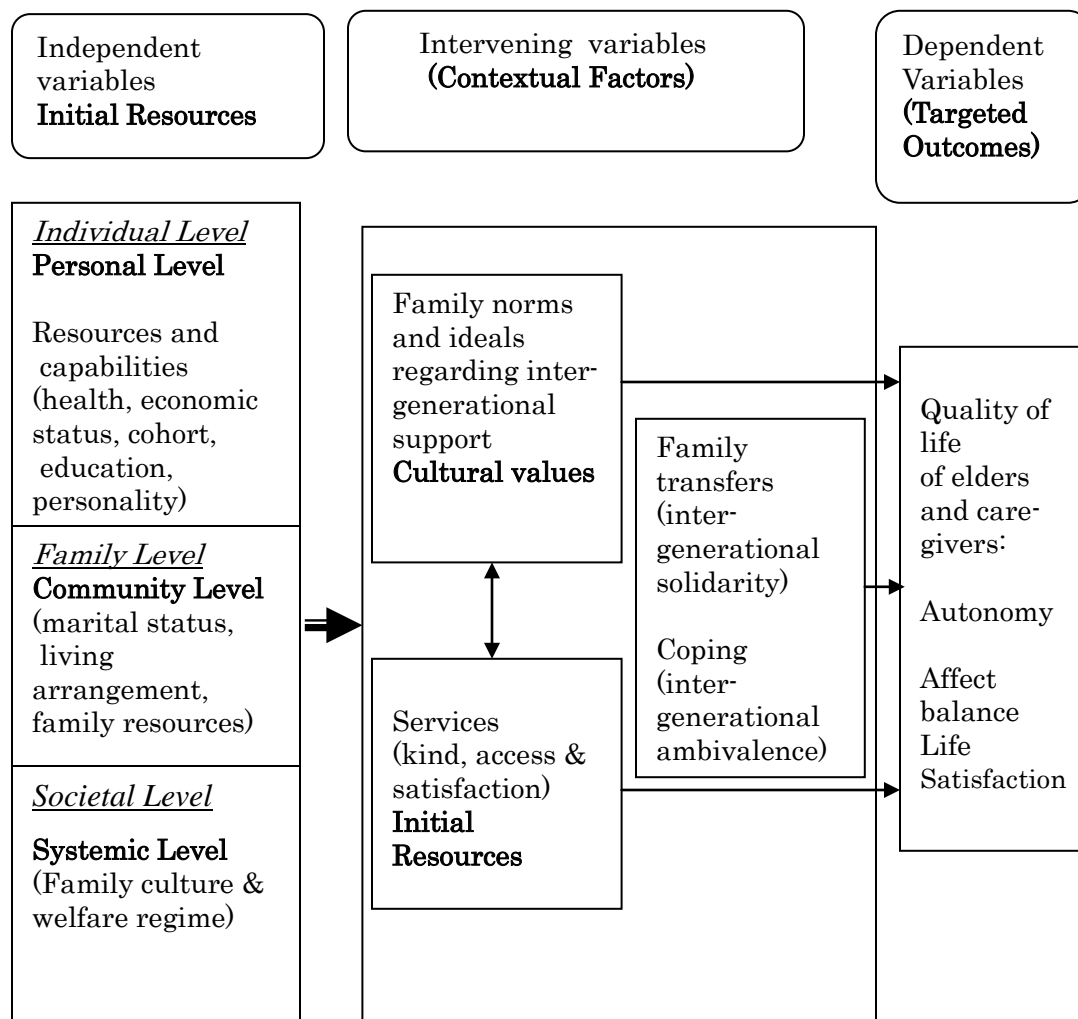 Independent
variables
Initial Resources
Intervening variables
(Contextual Factors)
Dependent
Variables
(Targeted
Outcomes)
Individual Level
Personal Level
Resources and
capabilities
(health, economic
status, cohort,
education,
personality)
Family Level
Community Level
(marital status,
living
arrangement,
family resources)
Societal Level
Systemic Level
(Family culture &
welfare regime)
Family norms
and ideals
regarding inter-
generational
support
Cultural values
Services
(kind, access &
satisfaction)
Initial
Resources
Family
transfers
(inter-
generational
solidarity)
Coping
(inter-
generational
ambivalence)
Quality of
life
of elders
and care-
givers:
Autonomy
Affect
balance
Life
Satisfaction